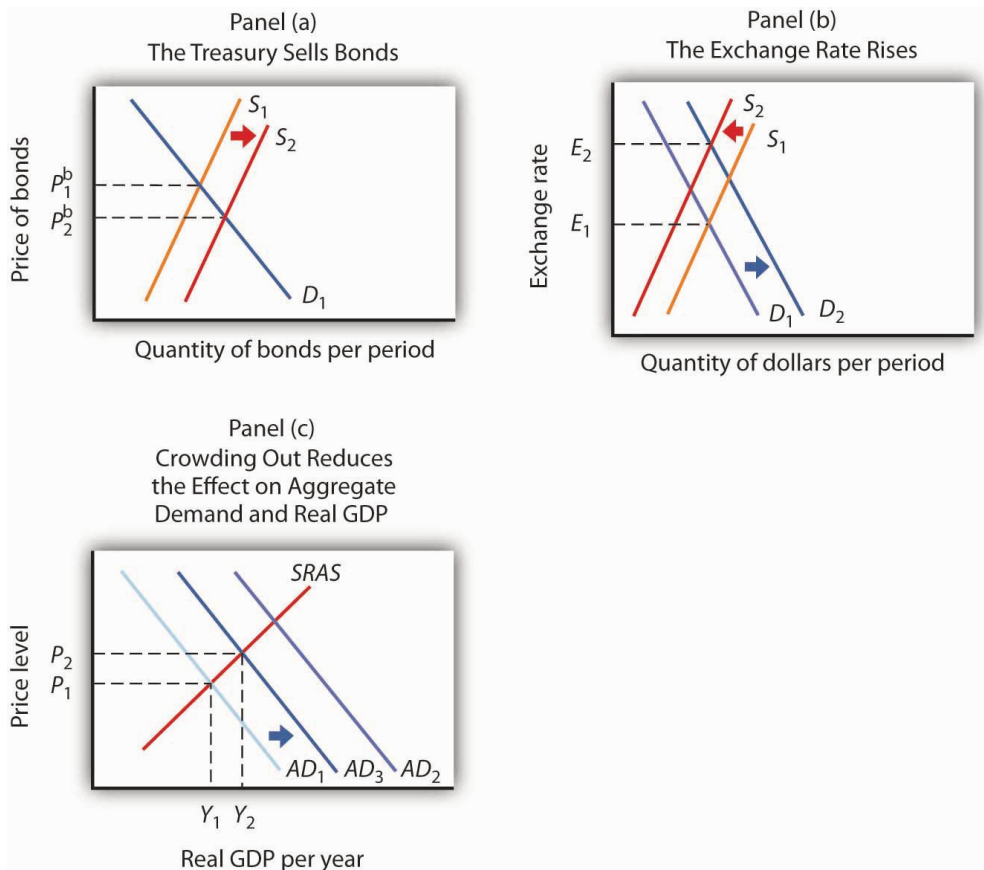 Panel (a)
The Treasury Sells Bonds
Price of bonds
P₁ᵇ
P₂ᵇ
S₁
S₂
D₁
Quantity of bonds per period
Panel (b)
The Exchange Rate Rises
Exchange rate
E₂
E₁
S₂
S₁
D₁
D₂
Quantity of dollars per period
Panel (c)
Crowding Out Reduces
the Effect on Aggregate
Demand and Real GDP
Price level
P₂
P₁
SRAS
AD₁ AD₃ AD₂
Y₁ Y₂
Real GDP per year